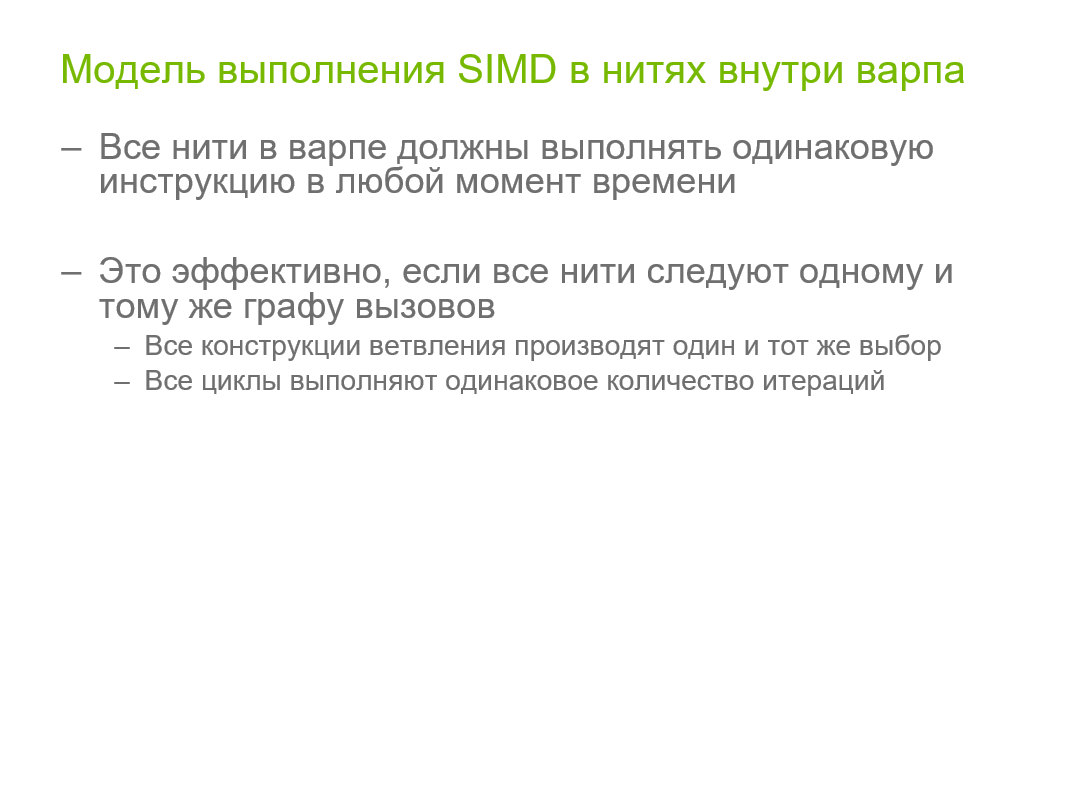 Модель выполнения SIMD в нитях внутри варпа
– Все нити в варпе должны выполнять одинаковую
инструкцию в любой момент времени
– Это эффективно, если все нити следуют одному и
тому же графу вызовов
– Все конструкции ветвления производят один и тот же выбор
– Все циклы выполняют одинаковое количество итераций